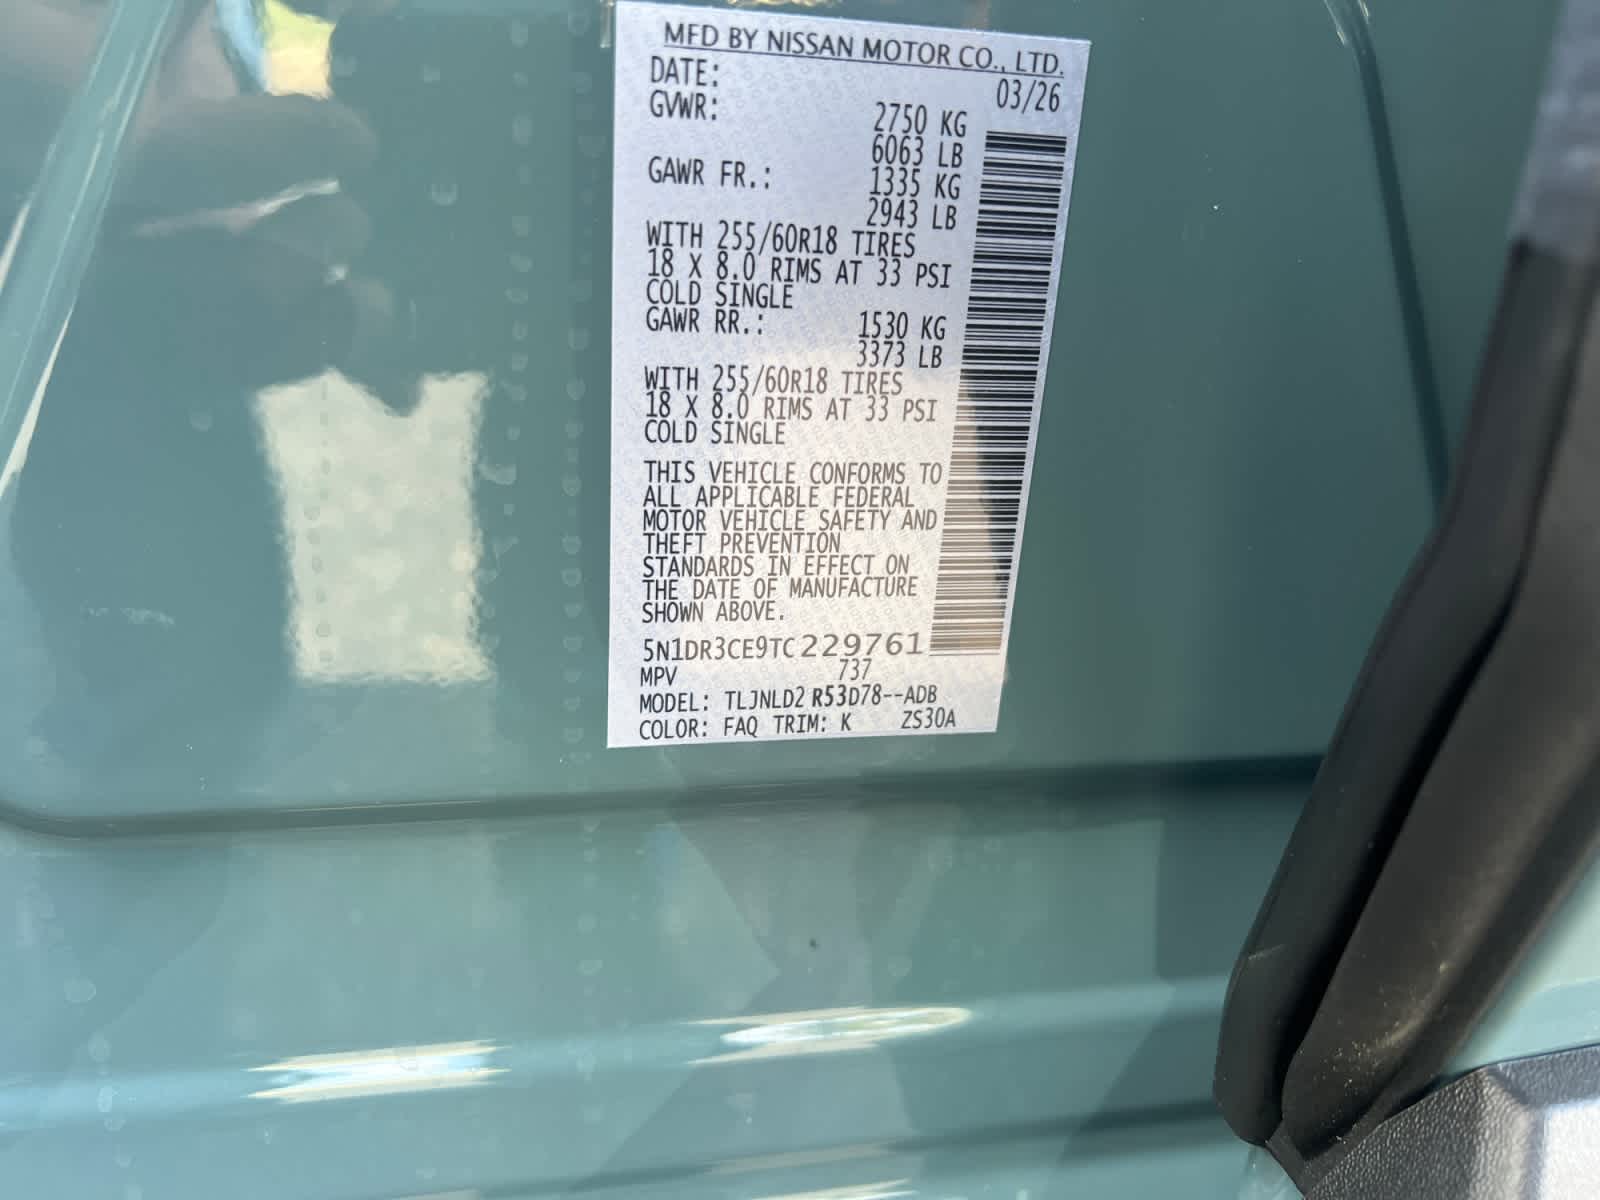 MFD BY NISSAN MOTOR CO., LTD.
DATE: 03/26
GVWR: 2750 KG
6063 LB
GAWR FR.: 1335 KG
2943 LB
WITH 255/60R18 TIRES
18 X 8.0 RIMS AT 33 PSI
COLD SINGLE
GAWR RR.: 1530 KG
3373 LB
WITH 255/60R18 TIRES
18 X 8.0 RIMS AT 33 PSI
COLD SINGLE
THIS VEHICLE CONFORMS TO
ALL APPLICABLE FEDERAL
MOTOR VEHICLE SAFETY AND
THEFT PREVENTION
STANDARDS IN EFFECT ON
THE DATE OF MANUFACTURE
SHOWN ABOVE.
5N1DR3CE9TC229761
MPV 737
MODEL: TLJNLD2 R53D78--ADB
COLOR: FAQ TRIM: K ZS30A